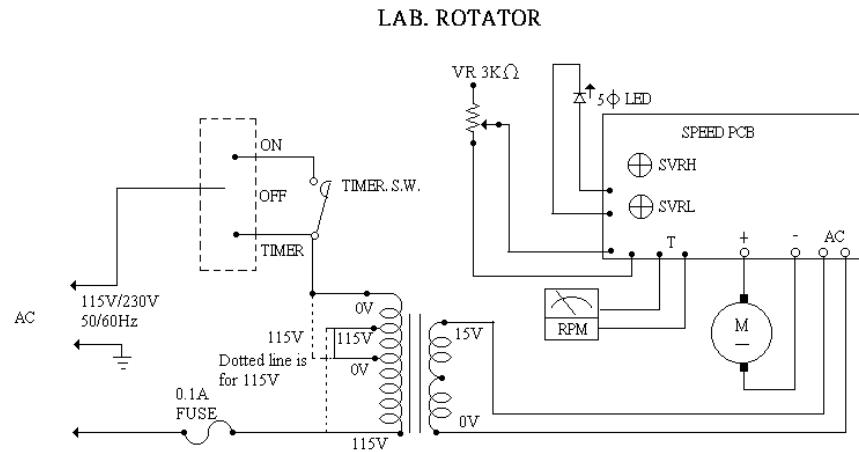 LAB. ROTATOR
VR 3KΩ
5Φ LED
SPEED PCB
ON
SVRH
TIMER. S.W.
OFF
SVRL
TIMER
T
+
-
AC
0V
115V/230V
50/60Hz
AC
115V
115V
15V
RPM
M
0V
Dotted line is
for 115V
0.1A
FUSE
0V
115V